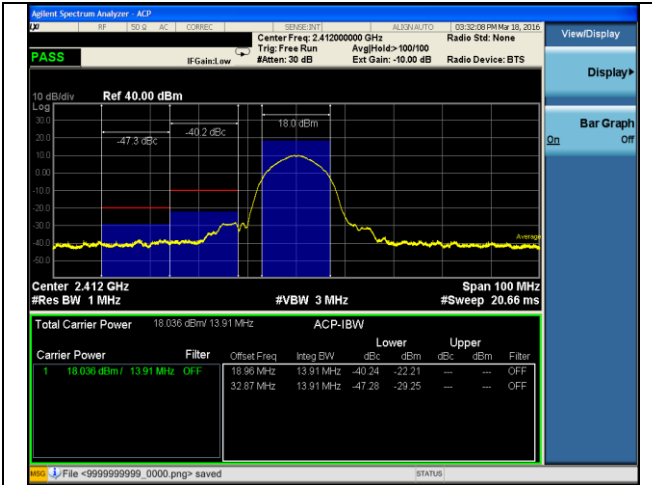 Agilent Spectrum Analyzer - ACP
RF 50 Ω AC CORREC SENSE:INT ALIGN AUTO 03:32:08 PM Mar 18, 2016
Center Freq: 2.412000000 GHz Radio Std: None
PASS Trig: Free Run Avg|Hold>100/100
IFGain:Low #Atten: 30 dB Ext Gain: -10.00 dB Radio Device: BTS
View/Display
Display
Bar Graph
On Off
10 dB/div Ref 40.00 dBm
Log
30.0
20.0
10.0
0.00
-10.0
-20.0
-30.0
-40.0
-50.0
-47.3 dBc
-40.2 dBc
18.0 dBm
Average
Center 2.412 GHz Span 100 MHz
#Res BW 1 MHz #VBW 3 MHz #Sweep 20.66 ms
Total Carrier Power 18.036 dBm/ 13.91 MHz ACP-IBW
Lower Upper
Carrier Power Filter Offset Freq Integ BW dBc dBm dBc dBm Filter
1 18.036 dBm / 13.91 MHz OFF 18.96 MHz 13.91 MHz -40.24 -22.21 --- --- OFF
32.87 MHz 13.91 MHz -47.28 -29.25 --- --- OFF
MSG File <9999999999_0000.png> saved STATUS